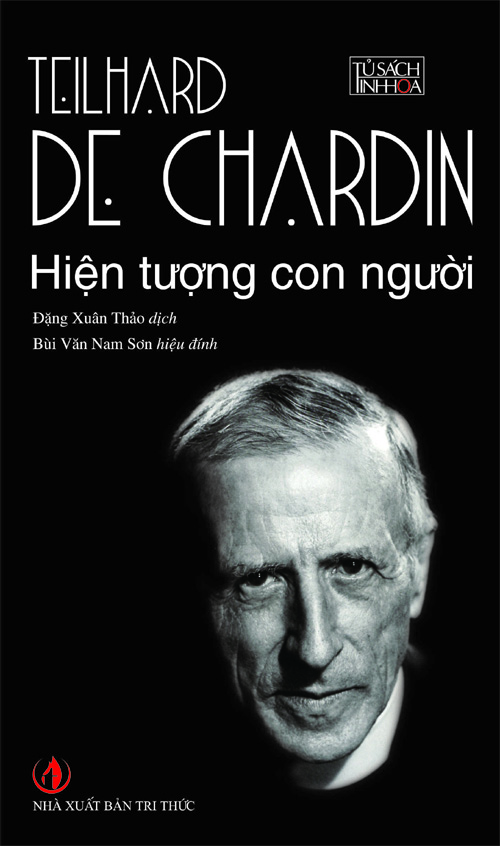 TEILHARD
TỦ SÁCH
TINH HOA
DE CHARDIN
Hiện tượng con người
Đặng Xuân Thảo dịch
Bùi Văn Nam Sơn hiệu đính
NHÀ XUẤT BẢN TRI THỨC